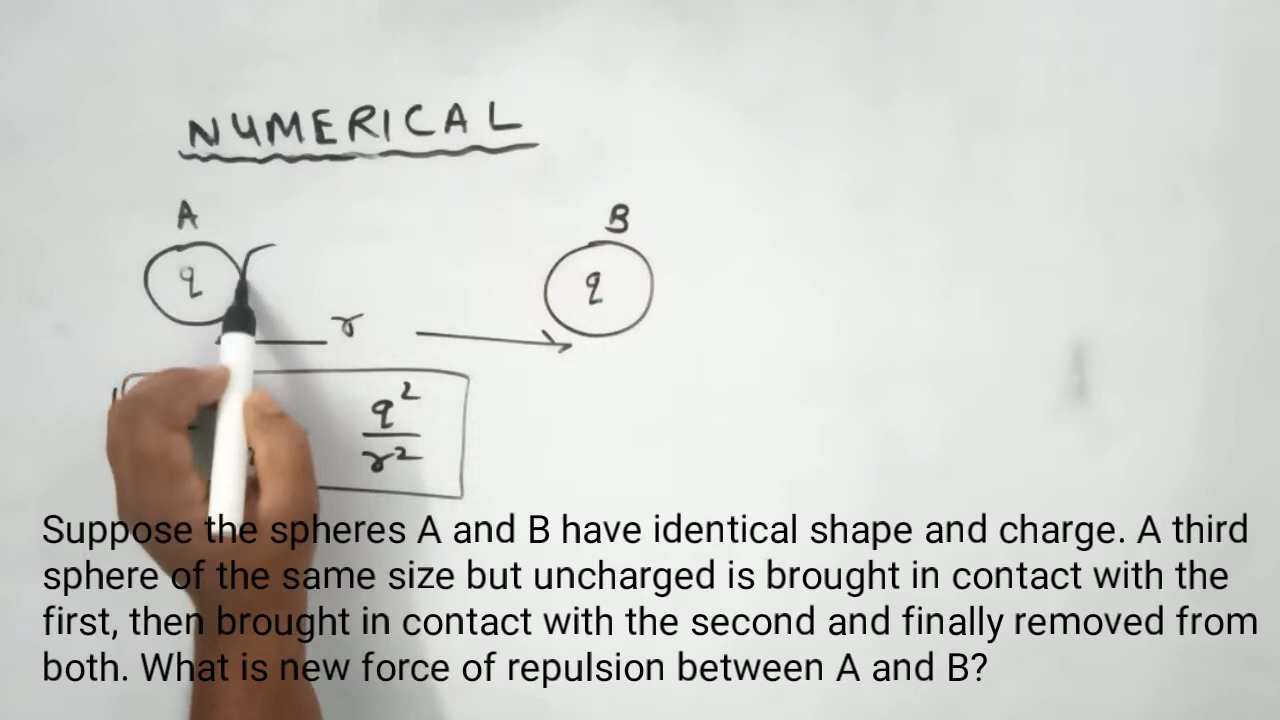 NUMERICAL
A B
q q
r
q²
r²
Suppose the spheres A and B have identical shape and charge. A third
sphere of the same size but uncharged is brought in contact with the
first, then brought in contact with the second and finally removed from
both. What is new force of repulsion between A and B?